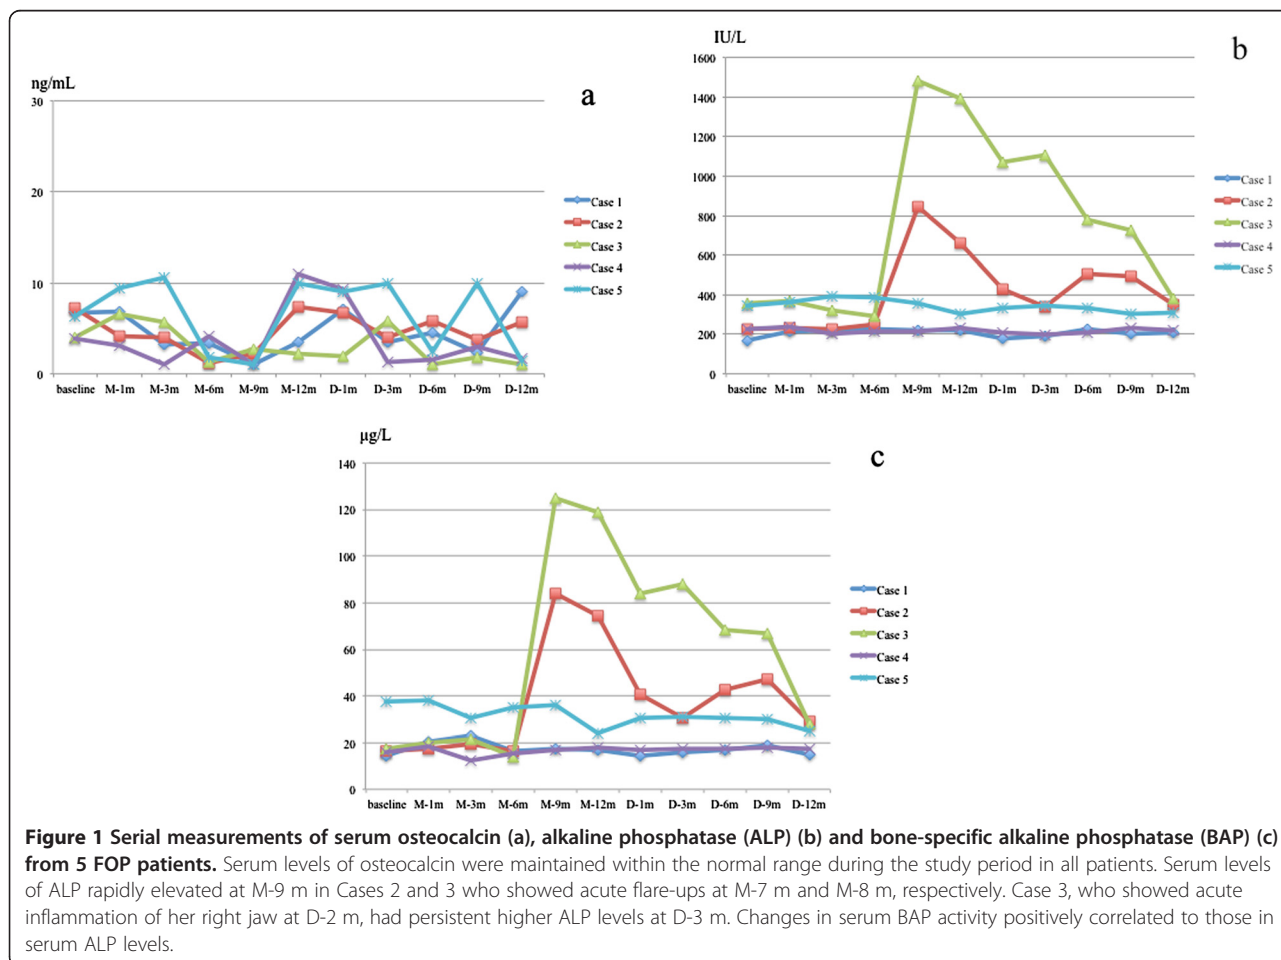 ng/mL
a
30
20
10
0
baseline M-1m M-3m M-6m M-9m M-12m D-1m D-3m D-6m D-9m D-12m
Case 1
Case 2
Case 3
Case 4
Case 5
IU/L
b
1600
1400
1200
1000
800
600
400
200
0
baseline M-1m M-3m M-6m M-9m M-12m D-1m D-3m D-6m D-9m D-12m
Case 1
Case 2
Case 3
Case 4
Case 5
µg/L
c
140
120
100
80
60
40
20
0
baseline M-1m M-3m M-6m M-9m M-12m D-1m D-3m D-6m D-9m D-12m
Case 1
Case 2
Case 3
Case 4
Case 5
Figure 1 Serial measurements of serum osteocalcin (a), alkaline phosphatase (ALP) (b) and bone-specific alkaline phosphatase (BAP) (c)
from 5 FOP patients. Serum levels of osteocalcin were maintained within the normal range during the study period in all patients. Serum levels
of ALP rapidly elevated at M-9 m in Cases 2 and 3 who showed acute flare-ups at M-7 m and M-8 m, respectively. Case 3, who showed acute
inflammation of her right jaw at D-2 m, had persistent higher ALP levels at D-3 m. Changes in serum BAP activity positively correlated to those in
serum ALP levels.